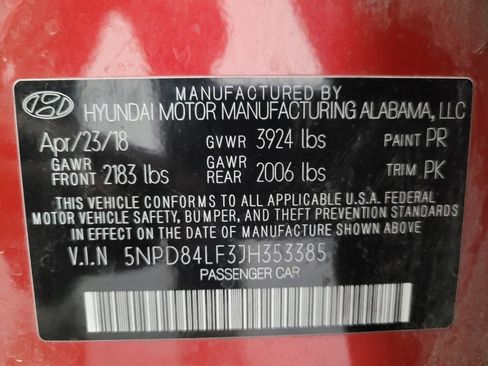 MANUFACTURED BY
HYUNDAI MOTOR MANUFACTURING ALABAMA, LLC
Apr/23/18 GVWR 3924 lbs PAINT PR
GAWR FRONT 2183 lbs GAWR REAR 2006 lbs TRIM PK
THIS VEHICLE CONFORMS TO ALL APPLICABLE U.S.A. FEDERAL
MOTOR VEHICLE SAFETY, BUMPER, AND THEFT PREVENTION
STANDARDS IN EFFECT ON THE DATE OF MANUFACTURE SHOWN
ABOVE.
V.I.N 5NPD84LF3JH353385
PASSENGER CAR